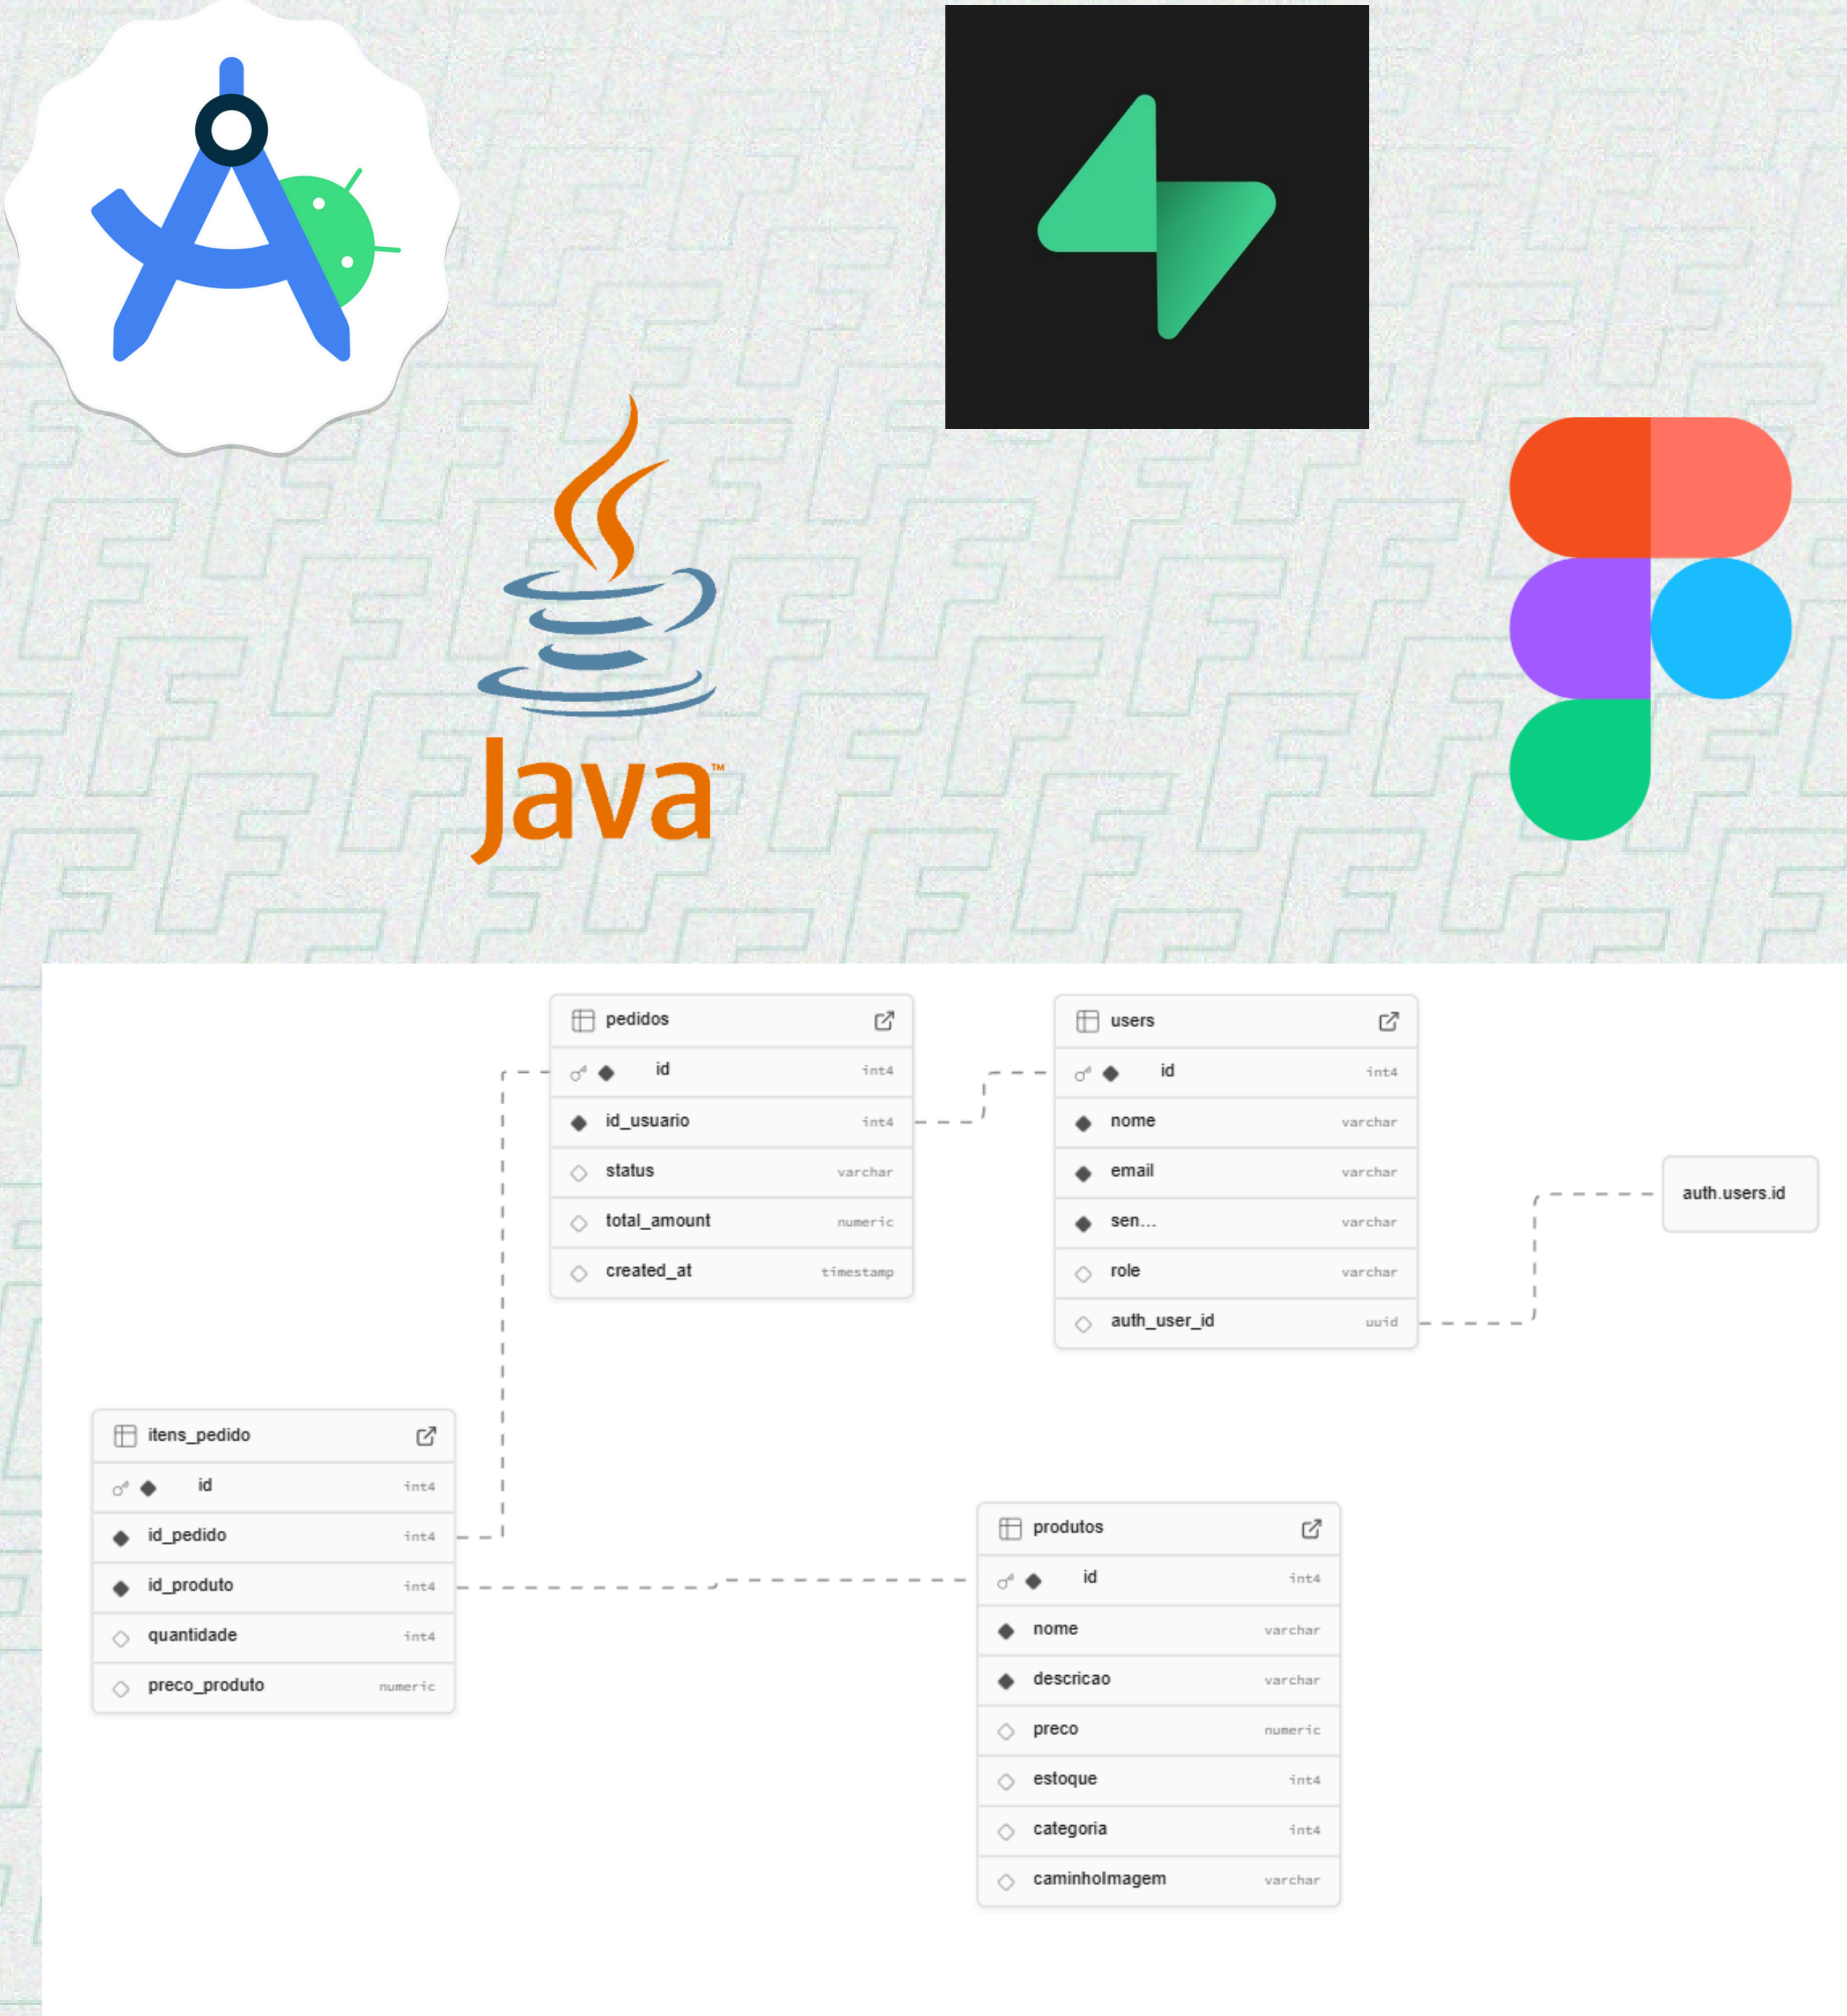 Java™
pedidos
id int4
id_usuario int4
status varchar
total_amount numeric
created_at timestamp
users
id int4
nome varchar
email varchar
sen... varchar
role varchar
auth_user_id uuid
auth.users.id
itens_pedido
id int4
id_pedido int4
id_produto int4
quantidade int4
preco_produto numeric
produtos
id int4
nome varchar
descricao varchar
preco numeric
estoque int4
categoria int4
caminhoImagem varchar